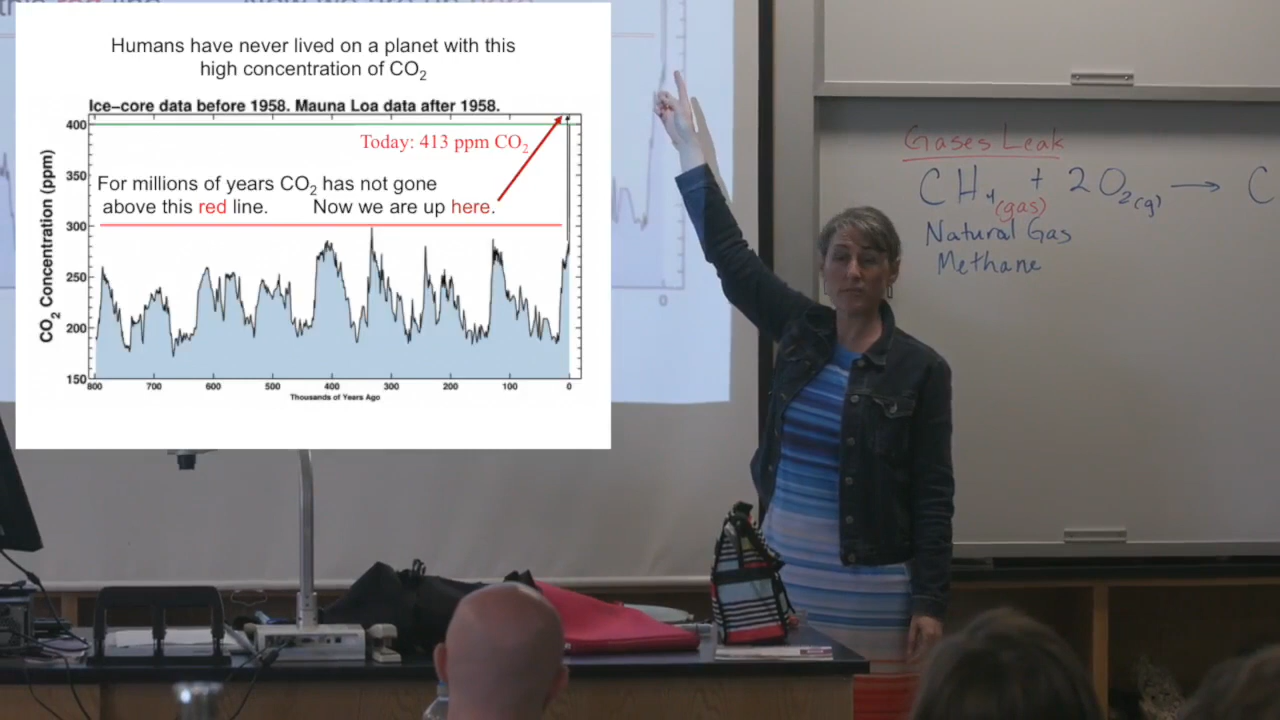 Humans have never lived on a planet with this
high concentration of CO2
Ice–core data before 1958. Mauna Loa data after 1958.
CO2 Concentration (ppm)
400
350
300
250
200
150
Today: 413 ppm CO2
For millions of years CO2 has not gone
above this red line. Now we are up here.
800 700 600 500 400 300 200 100 0
Thousands of Years Ago
0
Gases Leak
CH4 + 2O2(g) → C
(gas)
Natural Gas
Methane